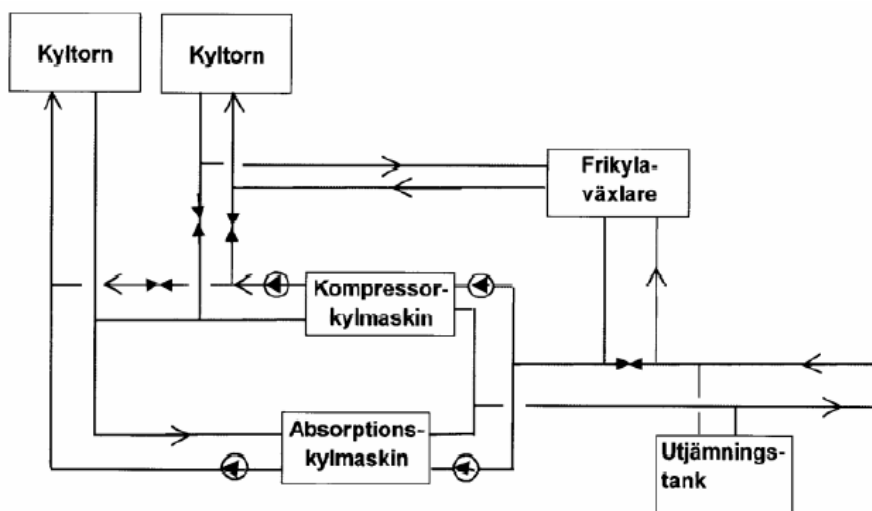 Kyltorn
Kyltorn
Frikyla-
växlare
Kompressor-
kylmaskin
Absorptions-
kylmaskin
Utjämnings-
tank